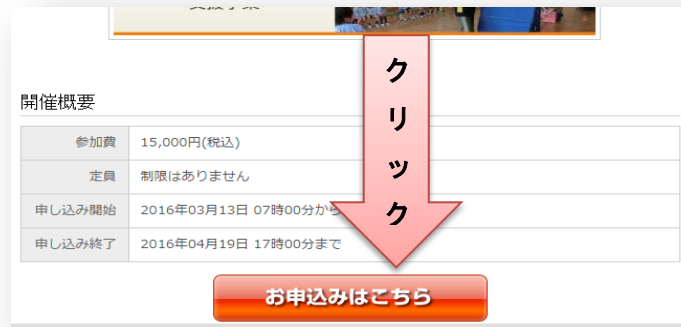 開催概要
参加費 15,000円(税込)
定員 制限はありません
申し込み開始 2016年03月13日 07時00分から
申し込み終了 2016年04月19日 17時00分まで
クリック
お申込みはこちら